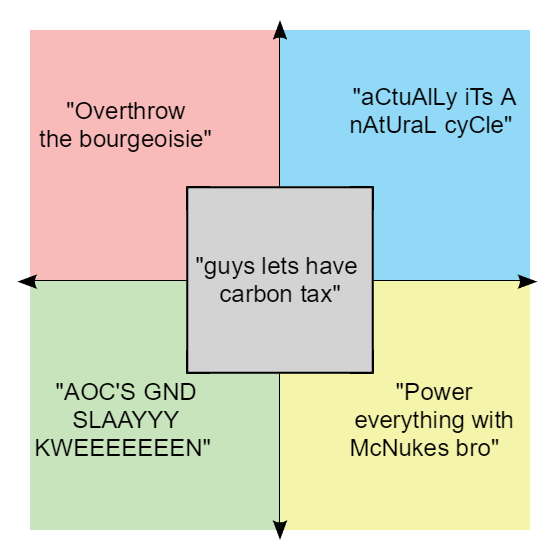 "Overthrow
the bourgeoisie"
"aCtuAlLy iTs A
nAtUraL cyCle"
"guys lets have
carbon tax"
"AOC'S GND
SLAAYYY
KWEEEEEEEN"
"Power
everything with
McNukes bro"